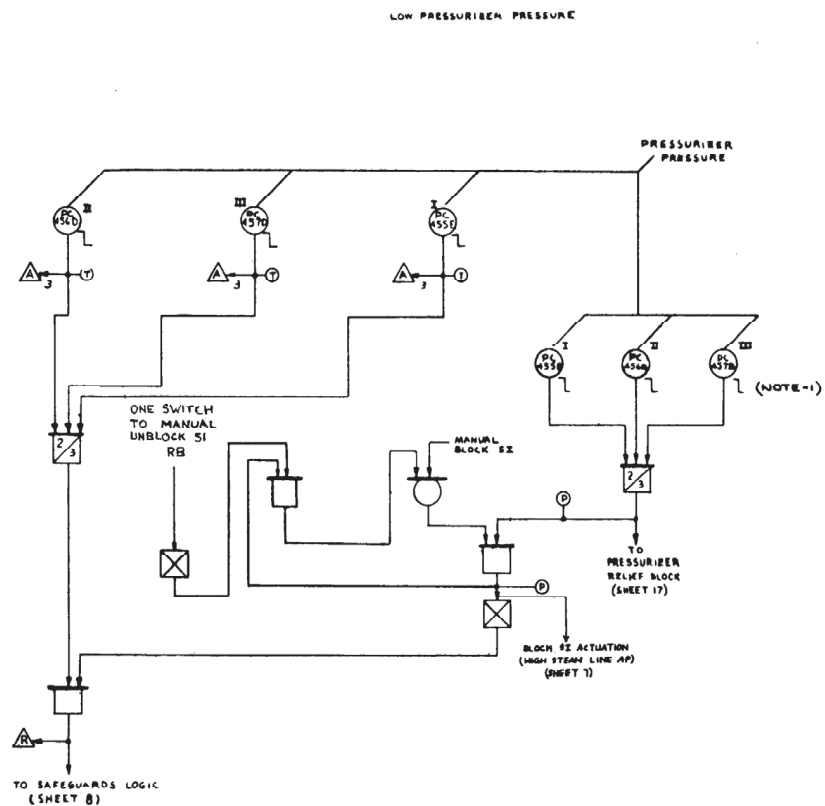 LOW PRESSURIZER PRESSURE
PRESSURIZER
PRESSURE
II
PC
456D
III
PC
457D
I
PC
455E
A
3
T
A
3
T
A
3
T
I
PC
455B
II
PC
456B
III
PC
457B
(NOTE-1)
ONE SWITCH
TO MANUAL
UNBLOCK SI
RB
MANUAL
BLOCK SI
2/3
2/3
P
TO
PRESSURIZER
RELIEF BLOCK
(SHEET 17)
P
BLOCK SI ACTUATION
(HIGH STEAM LINE ΔP)
(SHEET 7)
R
TO SAFEGUARDS LOGIC
(SHEET 8)